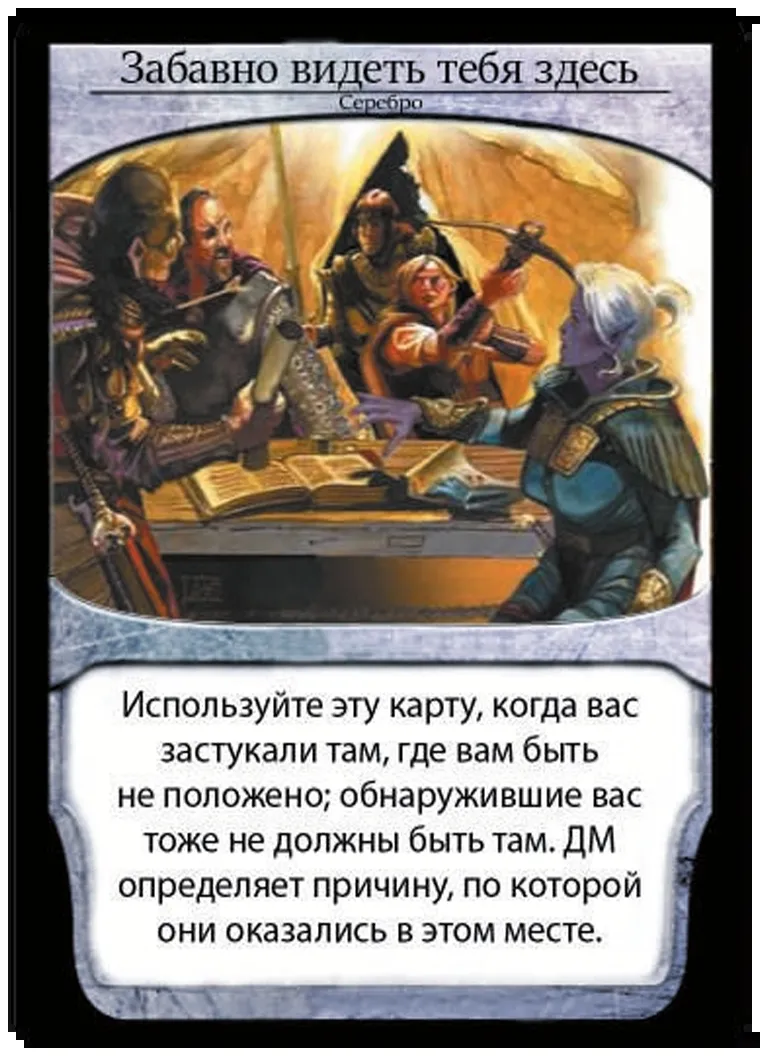 Забавно видеть тебя здесь
Серебро
Используйте эту карту, когда вас
застукали там, где вам быть
не положено; обнаружившие вас
тоже не должны быть там. ДМ
определяет причину, по которой
они оказались в этом месте.